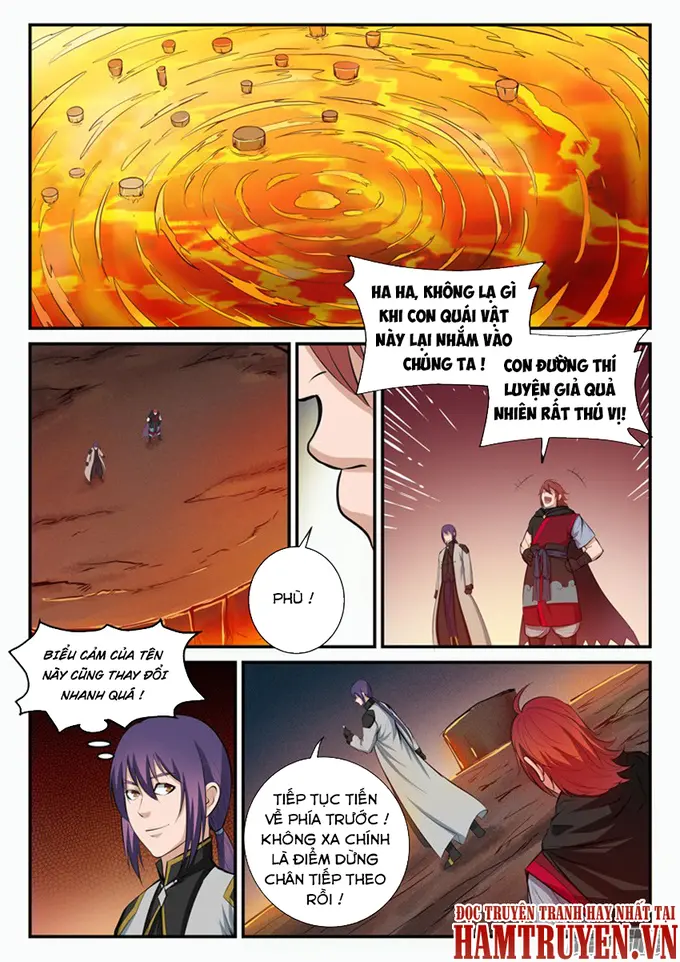 HA HA, KHÔNG LẠ GÌ
KHI CON QUÁI VẬT
NÀY LẠI NHẮM VÀO
CHÚNG TA !
CON ĐƯỜNG THÍ
LUYỆN GIẢ QUẢ
NHIÊN RẤT THÚ VỊ!
PHÙ !
BIỂU CẢM CỦA TÊN
NÀY CŨNG THAY ĐỔI
NHANH QUÁ !
TIẾP TỤC TIẾN
VỀ PHÍA TRƯỚC !
KHÔNG XA CHÍNH
LÀ ĐIỂM DỪNG
CHÂN TIẾP THEO
RỒI !
ĐỌC TRUYỆN TRANH HAY NHẤT TẠI
HAMTRUYEN.VN